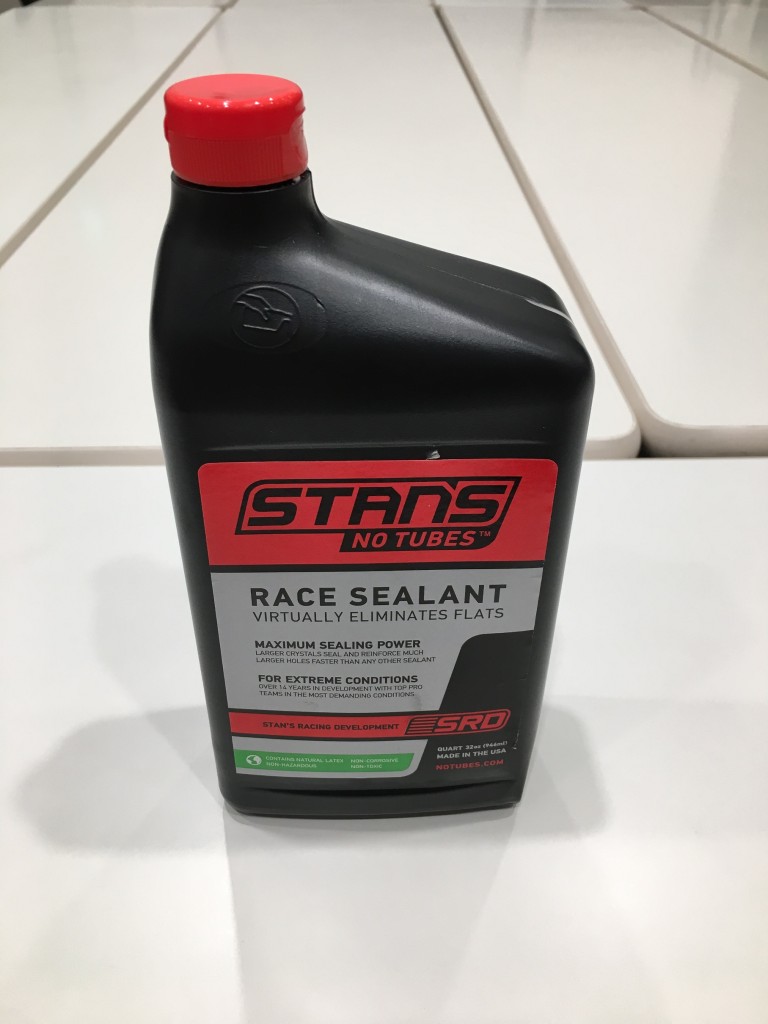 STANS
NO TUBES™
RACE SEALANT
VIRTUALLY ELIMINATES FLATS
MAXIMUM SEALING POWER
LARGER CRYSTALS SEAL AND REINFORCE MUCH
LARGER HOLES FASTER THAN ANY OTHER SEALANT
FOR EXTREME CONDITIONS
OVER 14 YEARS IN DEVELOPMENT WITH TOP PRO
TEAMS IN THE MOST DEMANDING CONDITIONS
STAN'S RACING DEVELOPMENT SRD
CONTAINS NATURAL LATEX NON-CORROSIVE
NON-HAZARDOUS NON-TOXIC
QUART 32oz (946ml)
MADE IN THE USA
NOTUBES.COM